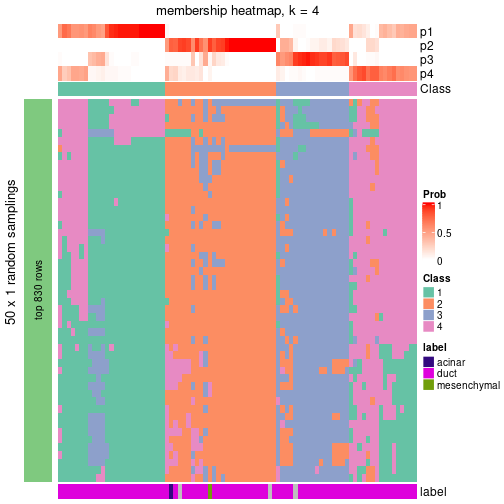 membership heatmap, k = 4
p1
p2
p3
p4
Class
50 x 1 random samplings
top 830 rows
Prob
1
0.5
0
Class
1
2
3
4
label
acinar
duct
mesenchymal
label